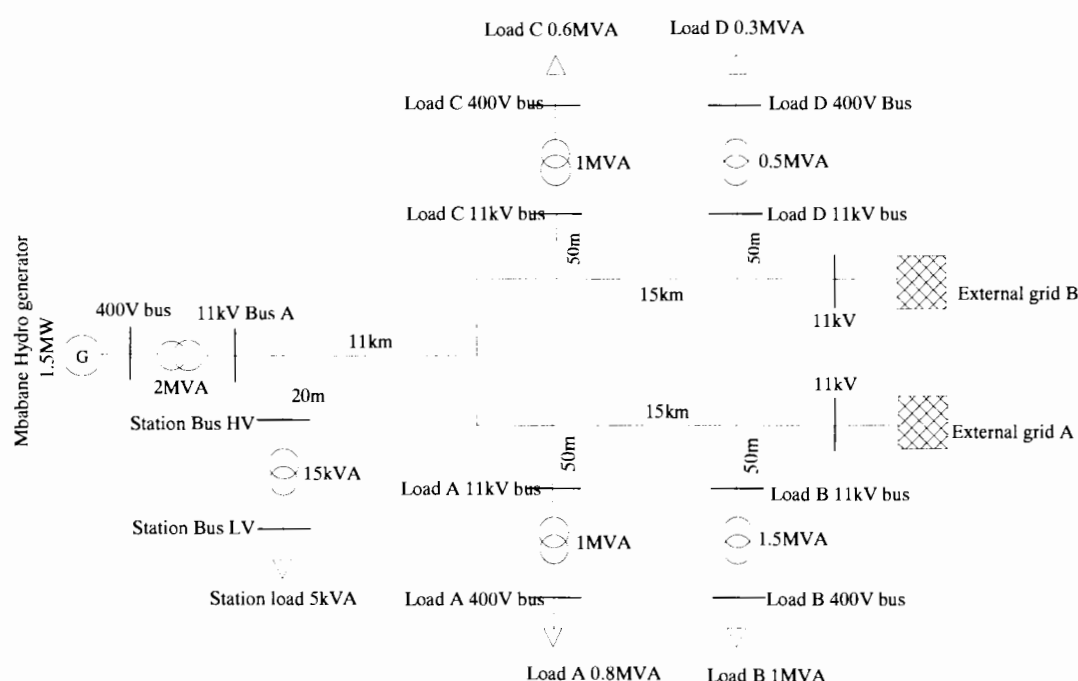 Load C 0.6MVA
Load D 0.3MVA
Load C 400V bus
Load D 400V Bus
1MVA
0.5MVA
Load C 11kV bus
Load D 11kV bus
50m
50m
15km
External grid B
11kV
Mbabane Hydro generator
1.5MW
400V bus
11kV Bus A
G
11km
2MVA
20m
11kV
15km
Station Bus HV
External grid A
50m
50m
15kVA
Load A 11kV bus
Load B 11kV bus
Station Bus LV
1MVA
1.5MVA
Station load 5kVA
Load A 400V bus
Load B 400V bus
Load A 0.8MVA
Load B 1MVA